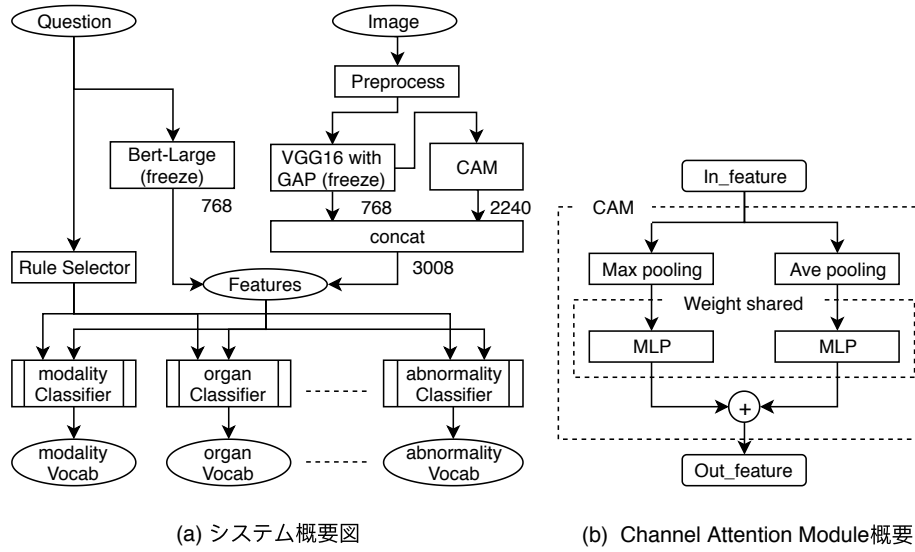 Question
Image
Preprocess
Bert-Large
(freeze)
768
VGG16 with
GAP (freeze)
768
CAM
2240
concat
3008
Rule Selector
Features
modality
Classifier
organ
Classifier
abnormality
Classifier
modality
Vocab
organ
Vocab
abnormality
Vocab
(a) システム概要図
In_feature
CAM
Max pooling
Ave pooling
Weight shared
MLP
MLP
+
Out_feature
(b) Channel Attention Module概要